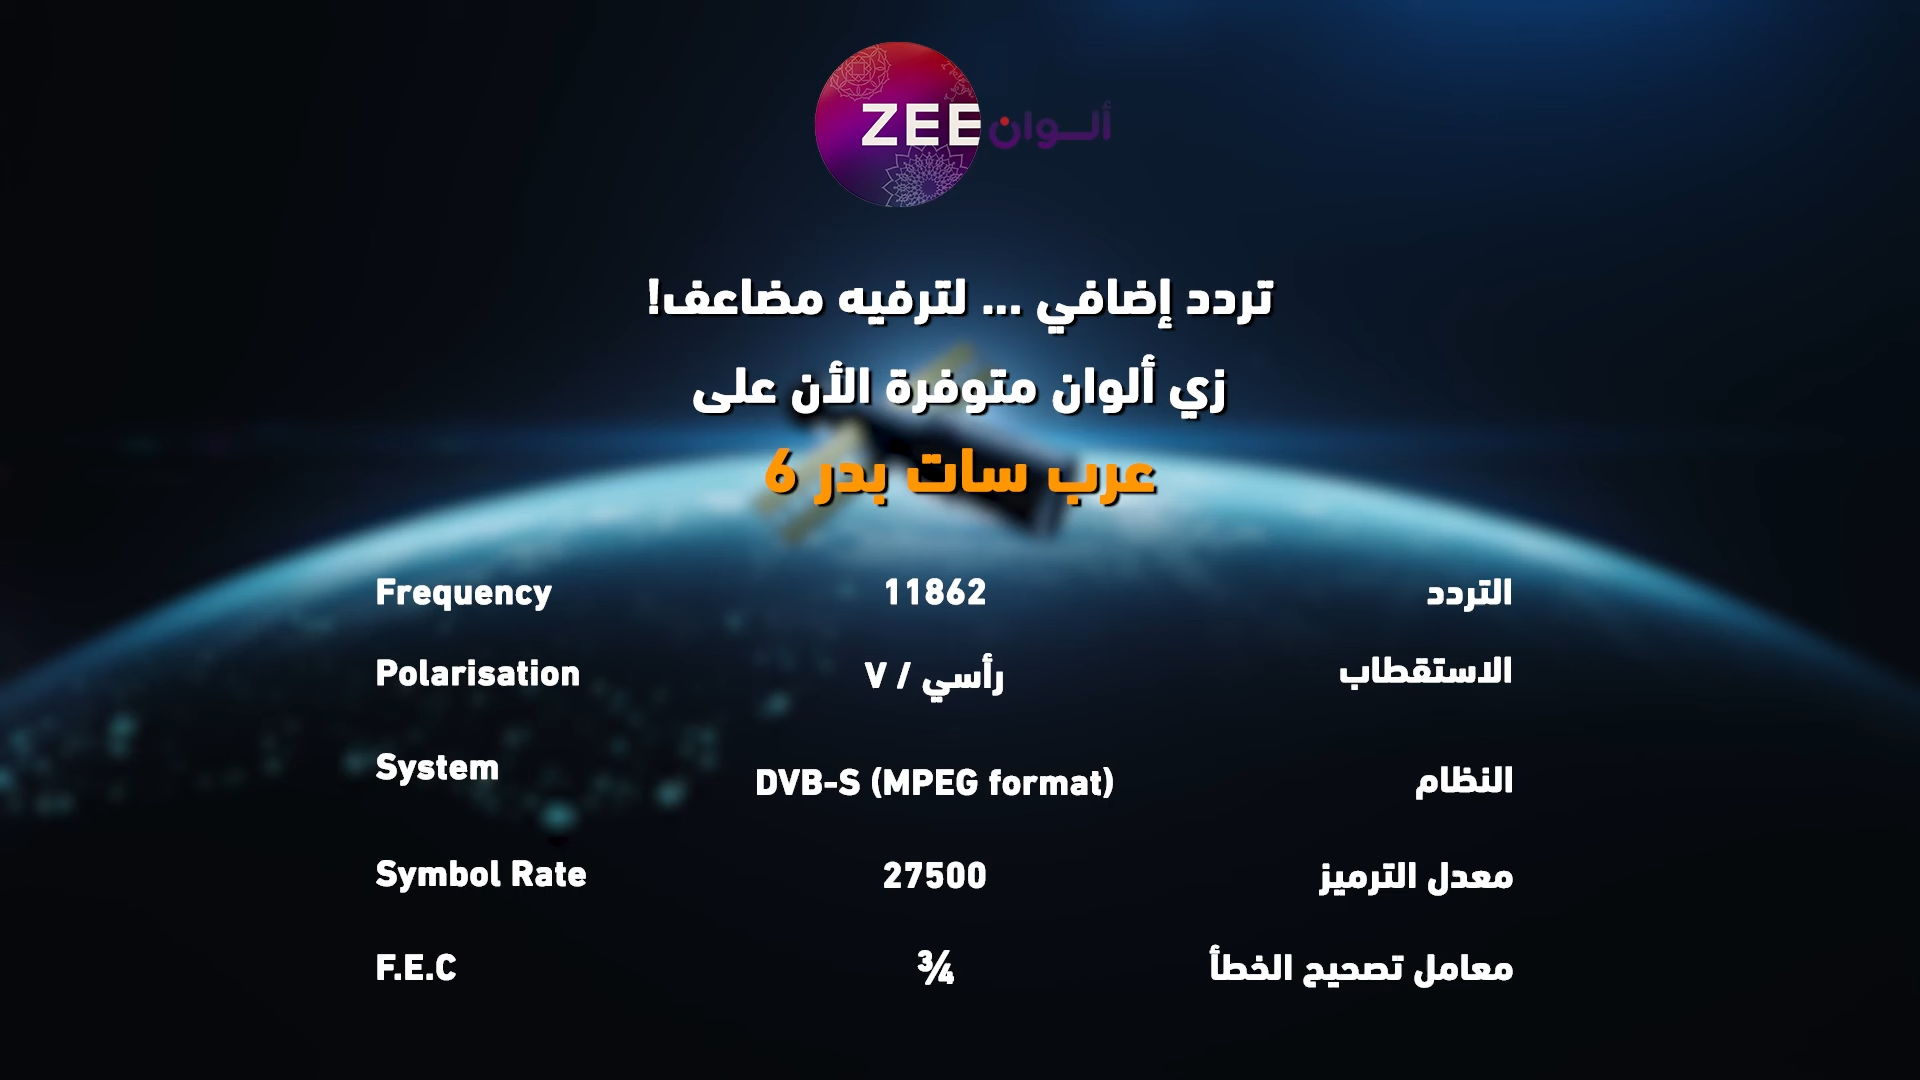 ZEE ألوان
تردد إضافي ... لترفيه مضاعف!
زي ألوان متوفرة الأن على
عرب سات بدر 6
Frequency 11862 التردد
Polarisation رأسي / V الاستقطاب
System DVB-S (MPEG format) النظام
Symbol Rate 27500 معدل الترميز
F.E.C ¾ معامل تصحيح الخطأ